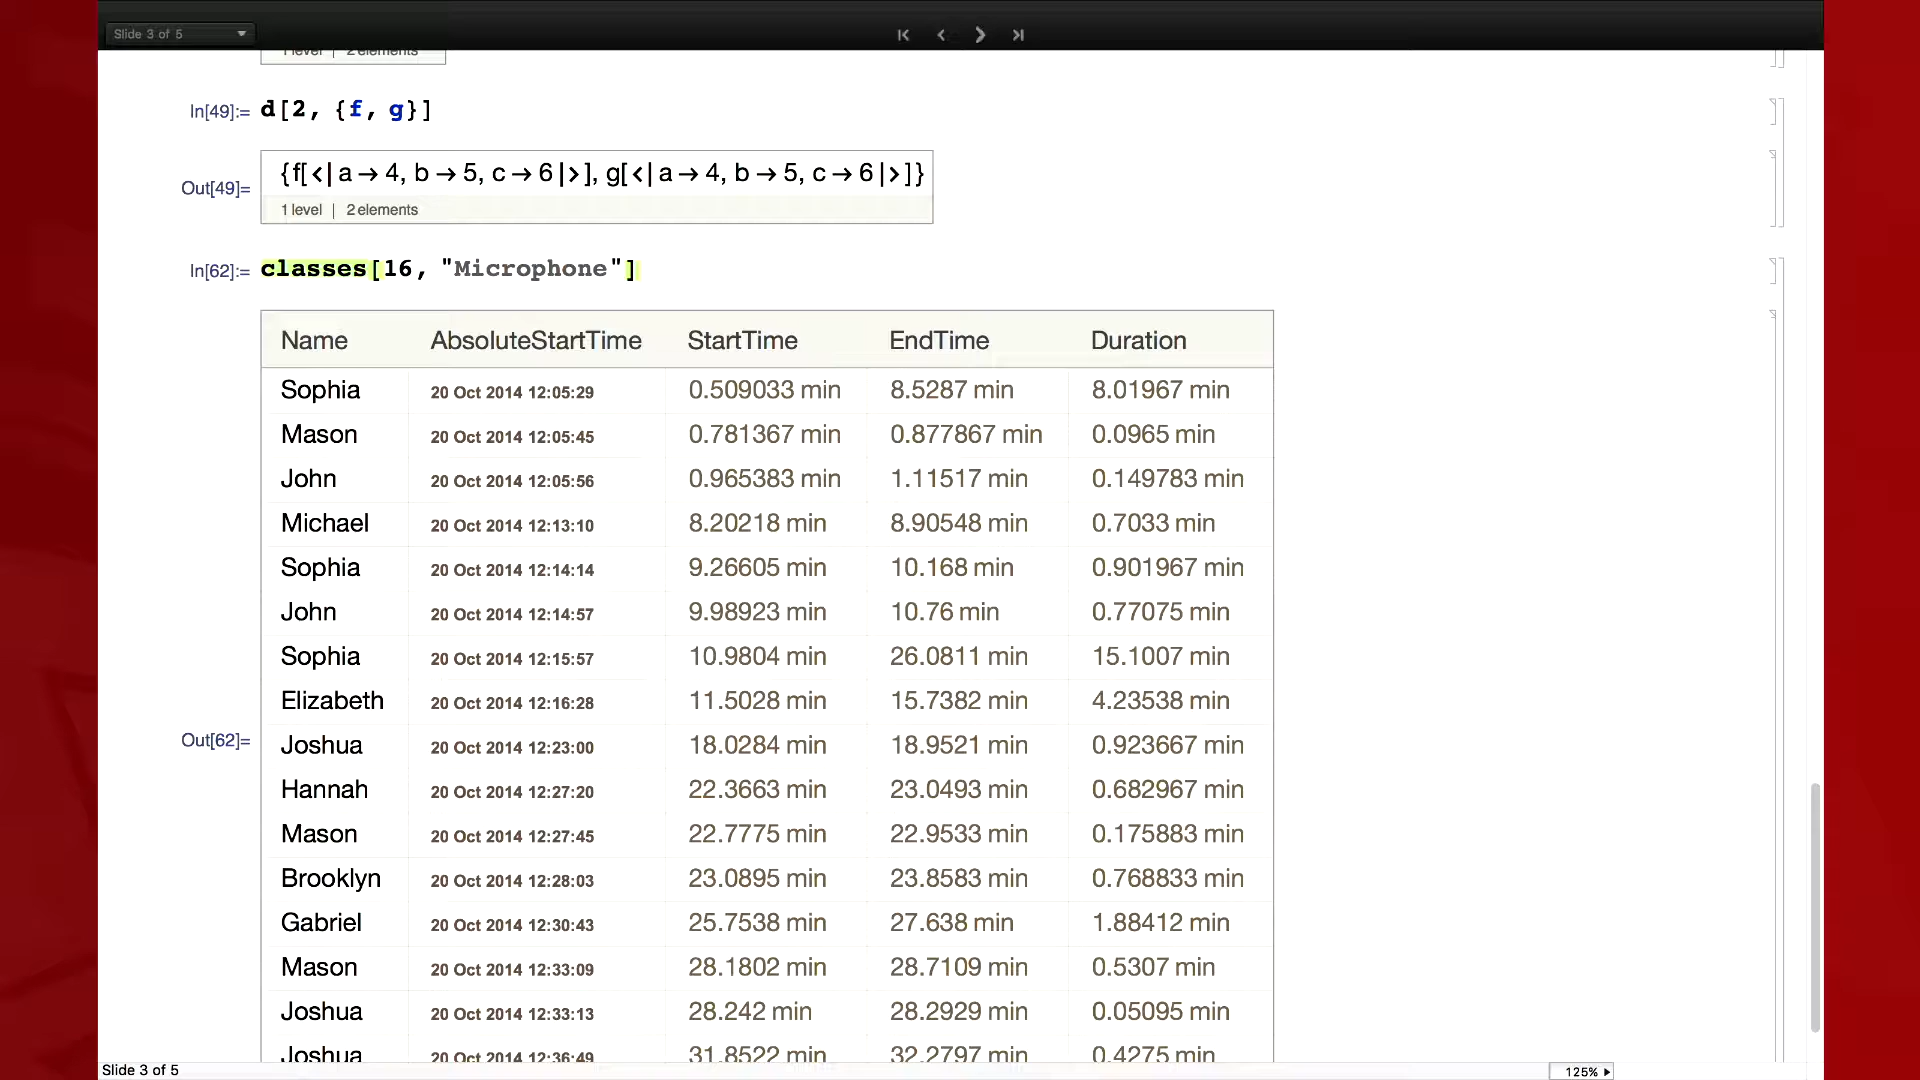 Slide 3 of 5
1 level | 2 elements
In[49]:= d[2, {f, g}]
Out[49]= {f[<|a → 4, b → 5, c → 6|>], g[<|a → 4, b → 5, c → 6|>]}
1 level | 2 elements
In[62]:= classes[16, "Microphone"]
Name AbsoluteStartTime StartTime EndTime Duration
Sophia 20 Oct 2014 12:05:29 0.509033 min 8.5287 min 8.01967 min
Mason 20 Oct 2014 12:05:45 0.781367 min 0.877867 min 0.0965 min
John 20 Oct 2014 12:05:56 0.965383 min 1.11517 min 0.149783 min
Michael 20 Oct 2014 12:13:10 8.20218 min 8.90548 min 0.7033 min
Sophia 20 Oct 2014 12:14:14 9.26605 min 10.168 min 0.901967 min
John 20 Oct 2014 12:14:57 9.98923 min 10.76 min 0.77075 min
Sophia 20 Oct 2014 12:15:57 10.9804 min 26.0811 min 15.1007 min
Elizabeth 20 Oct 2014 12:16:28 11.5028 min 15.7382 min 4.23538 min
Out[62]= Joshua 20 Oct 2014 12:23:00 18.0284 min 18.9521 min 0.923667 min
Hannah 20 Oct 2014 12:27:20 22.3663 min 23.0493 min 0.682967 min
Mason 20 Oct 2014 12:27:45 22.7775 min 22.9533 min 0.175883 min
Brooklyn 20 Oct 2014 12:28:03 23.0895 min 23.8583 min 0.768833 min
Gabriel 20 Oct 2014 12:30:43 25.7538 min 27.638 min 1.88412 min
Mason 20 Oct 2014 12:33:09 28.1802 min 28.7109 min 0.5307 min
Joshua 20 Oct 2014 12:33:13 28.242 min 28.2929 min 0.05095 min
Joshua 20 Oct 2014 12:36:49 31.8522 min 32.2797 min 0.4275 min
Slide 3 of 5 125%